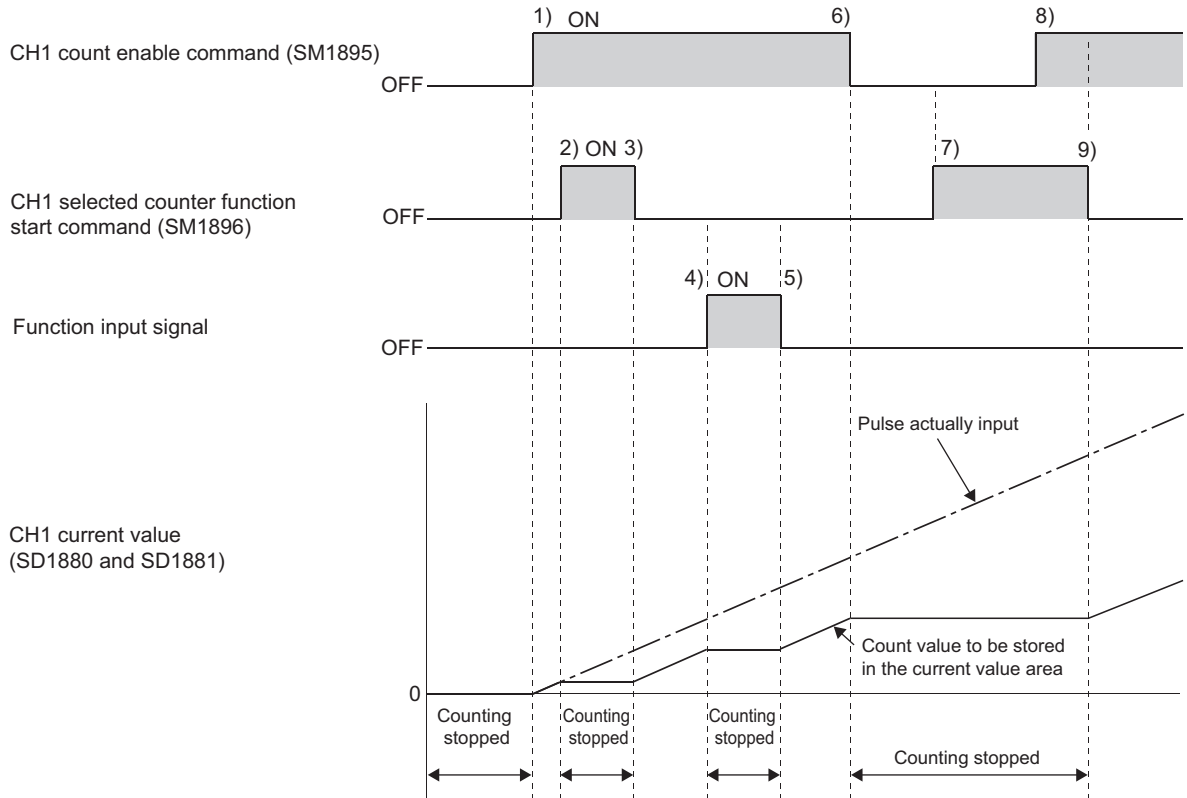 1) ON
6)
8)
CH1 count enable command (SM1895)
OFF
2) ON 3)
7)
9)
CH1 selected counter function
start command (SM1896)
OFF
4) ON 5)
Function input signal
OFF
Pulse actually input
CH1 current value
(SD1880 and SD1881)
Count value to be stored
in the current value area
0
Counting
stopped
Counting
stopped
Counting
stopped
Counting stopped